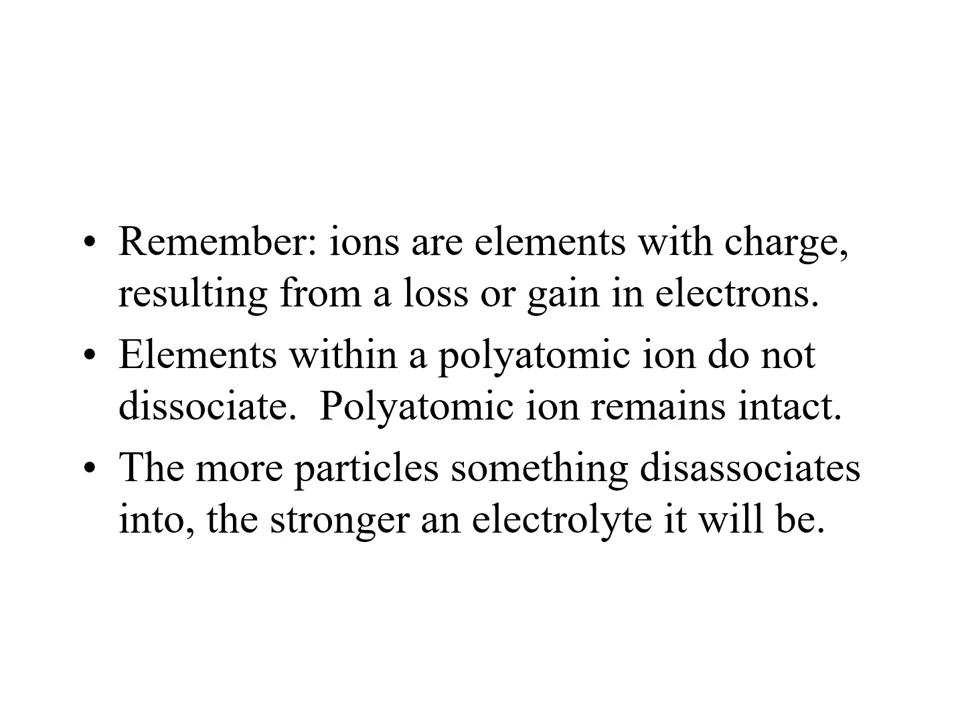 • Remember: ions are elements with charge,
resulting from a loss or gain in electrons.
• Elements within a polyatomic ion do not
dissociate.  Polyatomic ion remains intact.
• The more particles something disassociates
into, the stronger an electrolyte it will be.